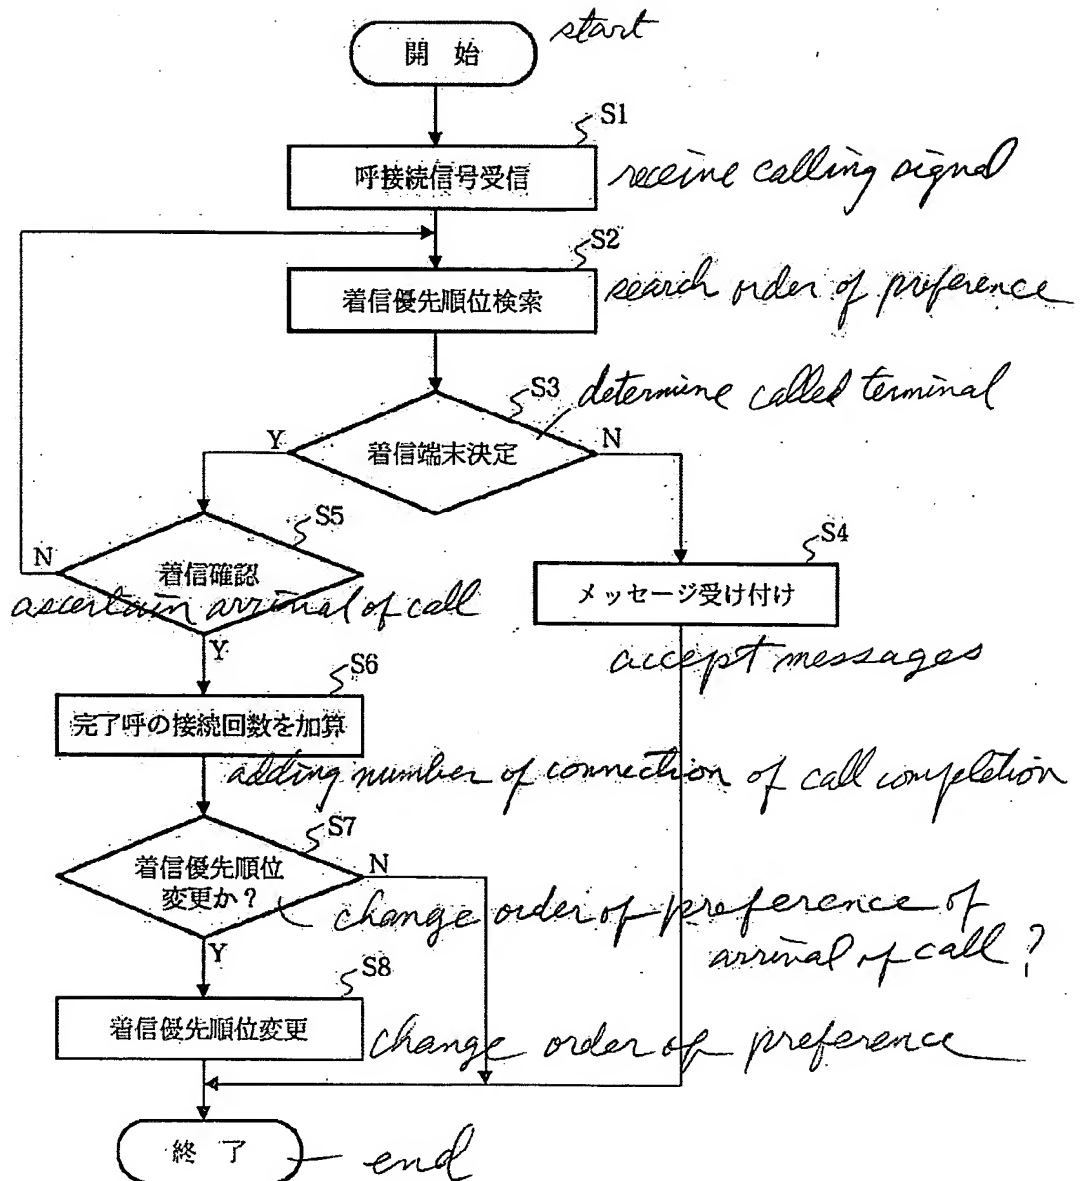 開 始
start
S1
呼接続信号受信
receive calling signal
S2
着信優先順位検索
search order of preference
S3
determine called terminal
Y
着信端末決定
N
S5
S4
N
着信確認
メッセージ受け付け
ascertain arrival of call
Y
accept messages
S6
完了呼の接続回数を加算
adding number of connection of call completion
S7
着信優先順位
変更か?
N
change order of preference of
arrival of call?
Y
S8
着信優先順位変更
change order of preference
終 了
end